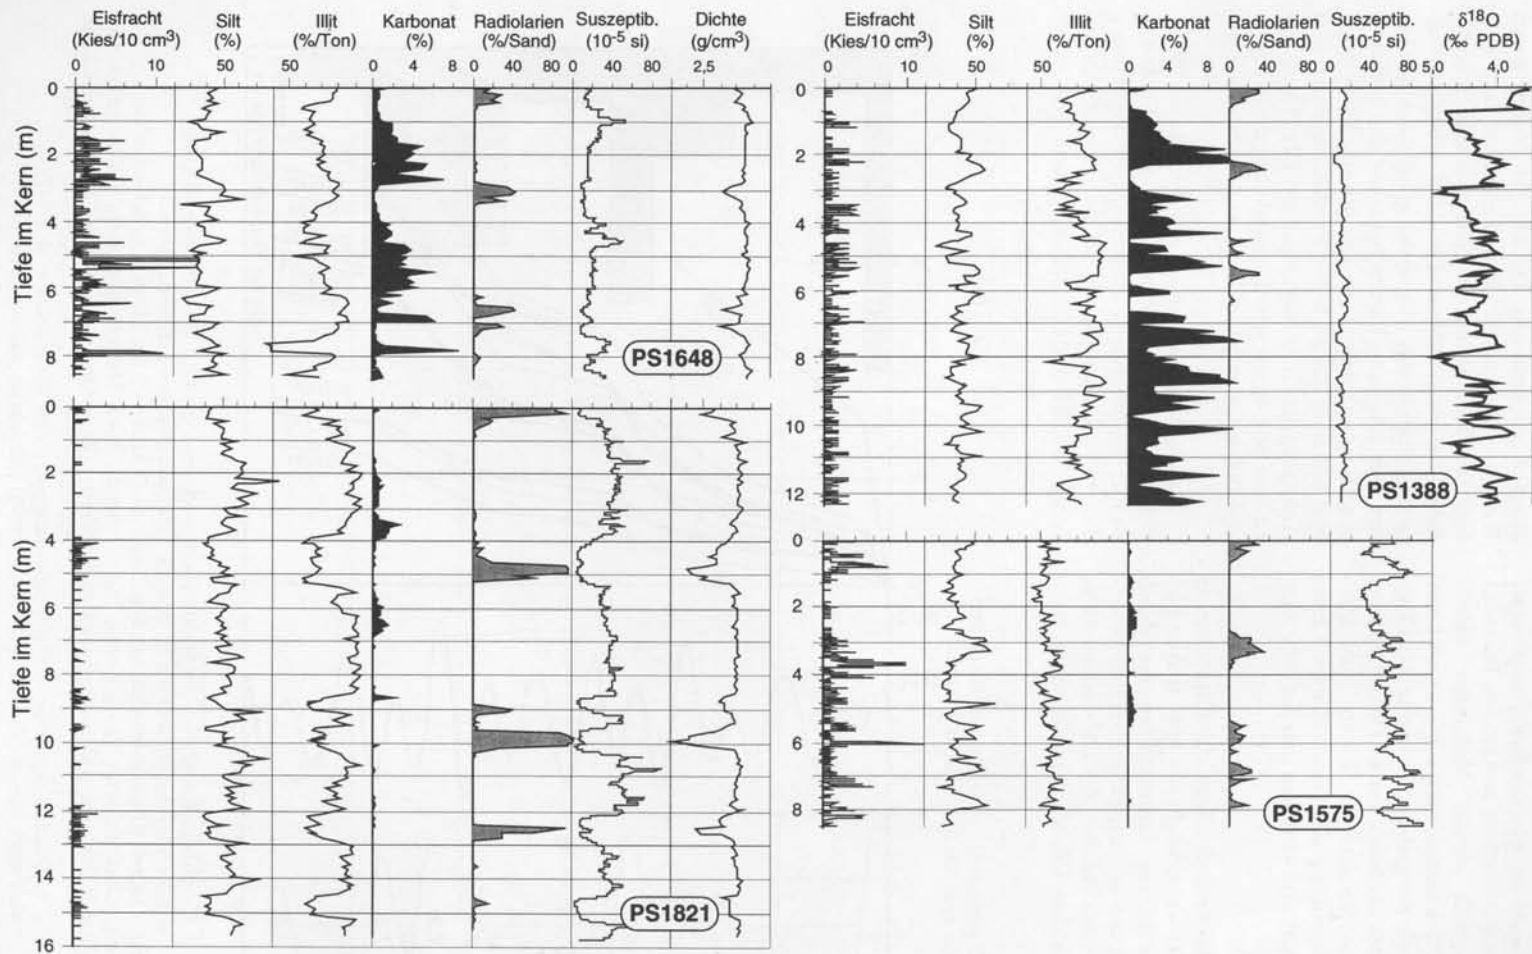 Eisfracht Silt Illit Karbonat Radiolarien Suszeptib. Dichte
(Kies/10 cm³) (%) (%/Ton) (%) (%/Sand) (10⁻⁵ si) (g/cm³)
0 10 50 50 0 4 8 0 40 80 0 40 80 2,5
Eisfracht Silt Illit Karbonat Radiolarien Suszeptib. δ¹⁸O
(Kies/10 cm³) (%) (%/Ton) (%) (%/Sand) (10⁻⁵ si) (‰ PDB)
0 10 50 50 0 2 4 6 8 0 40 80 0 40 80 5,0 4,0
Tiefe im Kern (m)
0
2
4
6
8
PS1648
0
2
4
6
8
10
12
PS1388
Tiefe im Kern (m)
0
2
4
6
8
10
12
14
16
PS1821
0
2
4
6
8
PS1575